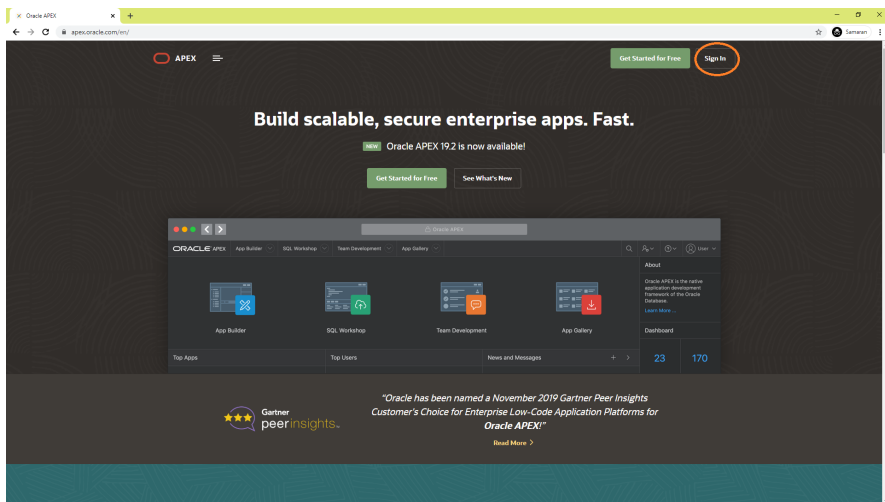 Oracle APEX
apex.oracle.com/en/
Semaran
APEX
Get Started for Free
Sign In
Build scalable, secure enterprise apps. Fast.
NEW Oracle APEX 19.2 is now available!
Get Started for Free
See What's New
Oracle APEX
ORACLE APEX App Builder SQL Workshop Team Development App Gallery User
App Builder
SQL Workshop
Team Development
App Gallery
About
Oracle APEX is the native
application development
framework of the Oracle
Database.
Learn More ...
Dashboard
Top Apps
Top Users
News and Messages
23
170
Gartner
peerinsights™
"Oracle has been named a November 2019 Gartner Peer Insights
Customer's Choice for Enterprise Low-Code Application Platforms for
Oracle APEX!"
Read More